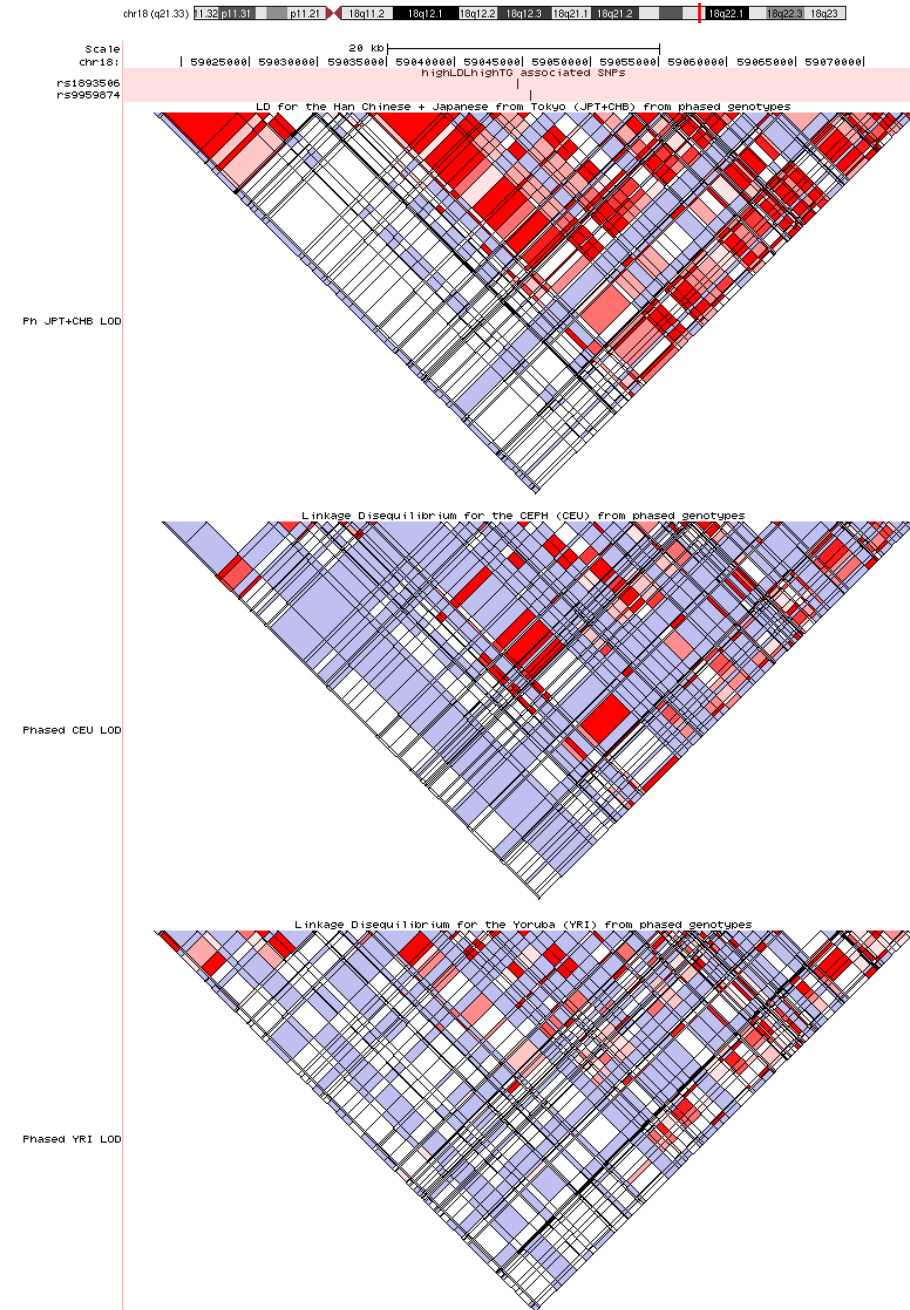 chr18 (q21.33) 11.32 p11.31 p11.21 18q11.2 18q12.1 18q12.2 18q12.3 18q21.1 18q21.2 18q22.1 18q22.3 18q23
Scale 20 kb
chr18: 59025000| 59030000| 59035000| 59040000| 59045000| 59050000| 59055000| 59060000| 59065000| 59070000|
highLDLhighTG associated SNPs
rs1893506
rs9959874
LD for the Han Chinese + Japanese from Tokyo (JPT+CHB) from phased genotypes
Ph JPT+CHB LOD
Linkage Disequilibrium for the CEPH (CEU) from phased genotypes
Phased CEU LOD
Linkage Disequilibrium for the Yoruba (YRI) from phased genotypes
Phased YRI LOD